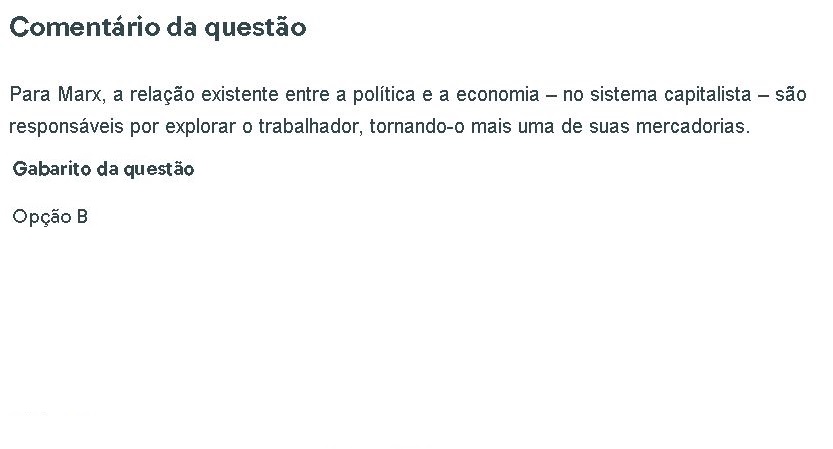 Comentário da questão
Para Marx, a relação existente entre a política e a economia – no sistema capitalista – são
responsáveis por explorar o trabalhador, tornando-o mais uma de suas mercadorias.
Gabarito da questão
Opção B